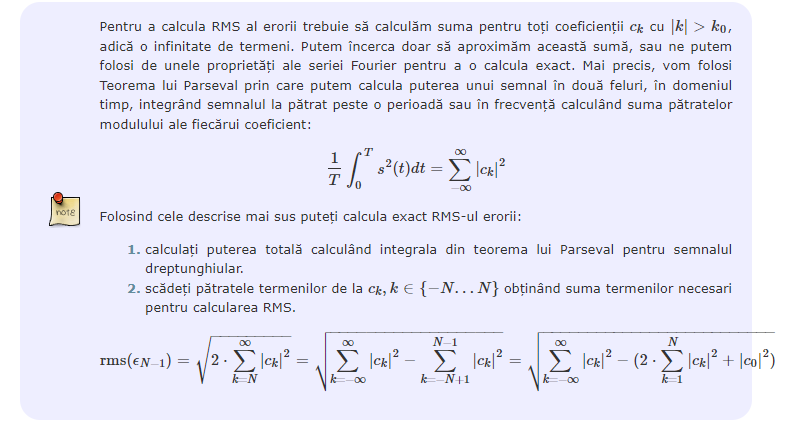 Pentru a calcula RMS al erorii trebuie să calculăm suma pentru toți coeficienții $c_k$ cu $|k| > k_0$,
adică o infinitate de termeni. Putem încerca doar să aproximăm această sumă, sau ne putem
folosi de unele proprietăți ale seriei Fourier pentru a o calcula exact. Mai precis, vom folosi
Teorema lui Parseval prin care putem calcula puterea unui semnal în două feluri, în domeniul
timp, integrând semnalul la pătrat peste o perioadă sau în frecvență calculând suma pătratelor
modulului ale fiecărui coeficient:
$\frac{1}{T} \int_0^T s^2(t)dt = \sum_{-\infty}^{\infty} |c_k|^2$
note
Folosind cele descrise mai sus puteți calcula exact RMS-ul erorii:
1. calculați puterea totală calculând integrala din teorema lui Parseval pentru semnalul
dreptunghiular.
2. scădeți pătratele termenilor de la $c_k, k \in \{-N \ldots N\}$ obținând suma termenilor necesari
pentru calcularea RMS.
$\text{rms}(\epsilon_{N-1}) = \sqrt{2 \cdot \sum_{k=N}^{\infty} |c_k|^2} = \sqrt{\sum_{k=-\infty}^{\infty} |c_k|^2 - \sum_{k=-N+1}^{N-1} |c_k|^2} = \sqrt{\sum_{k=-\infty}^{\infty} |c_k|^2 - (2 \cdot \sum_{k=1}^{N} |c_k|^2 + |c_0|^2)}$